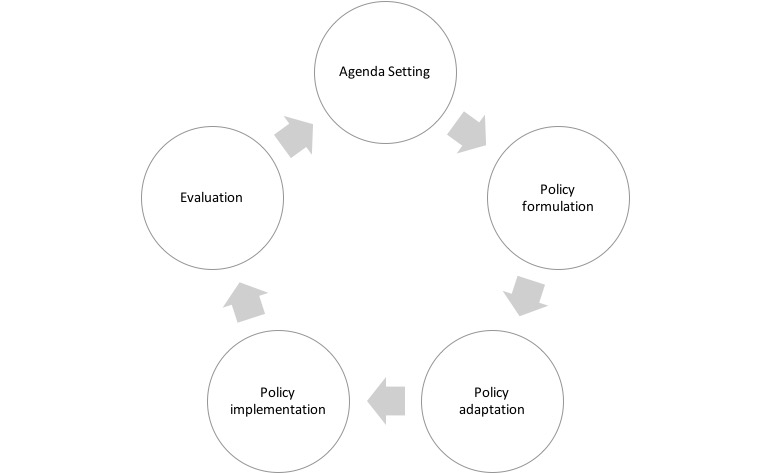 Agenda Setting
Policy
formulation
Policy
adaptation
Policy
implementation
Evaluation